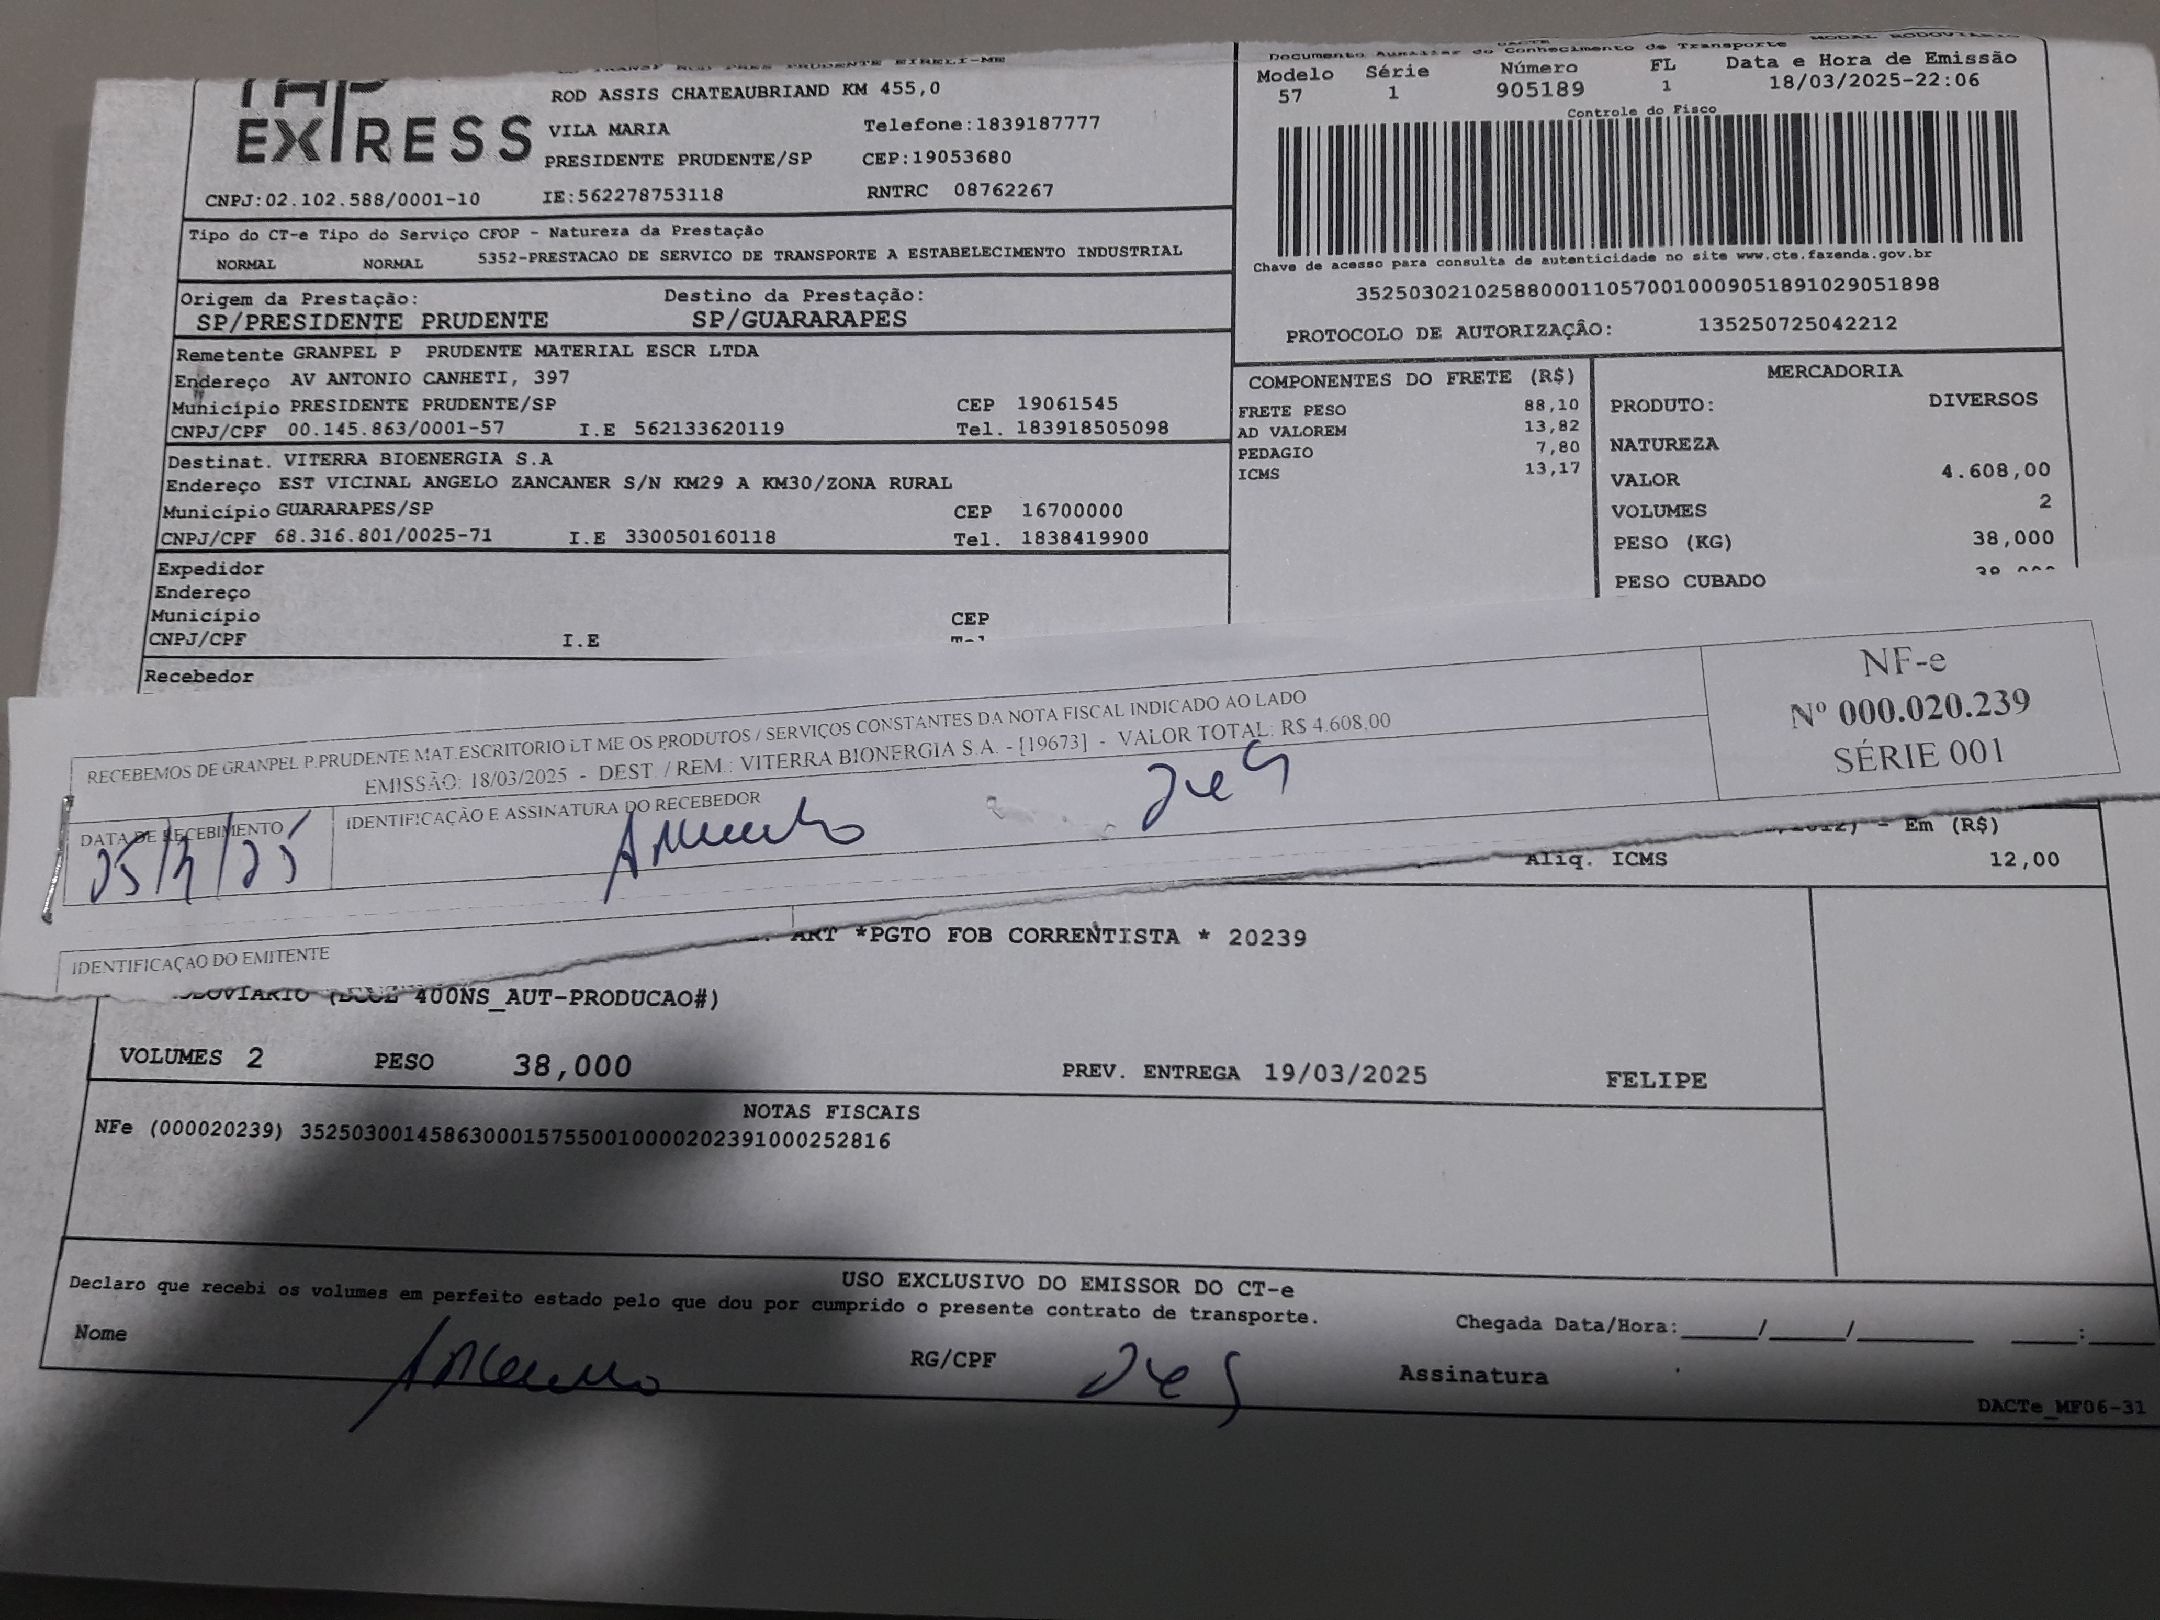 EXPRESS
ROD ASSIS CHATEAUBRIAND KM 455,0
VILA MARIA Telefone:1839187777
PRESIDENTE PRUDENTE/SP CEP:19053680
CNPJ:02.102.588/0001-10 IE:562278753118 RNTRC 08762267
Documento Auxiliar do Conhecimento de Transporte MODAL RODOVIARIO
Modelo Série Número FL Data e Hora de Emissão
57 1 905189 1 18/03/2025-22:06
Controle do Fisco
Chave de acesso para consulta de autenticidade no site www.cte.fazenda.gov.br
35250302102588000110570010009051891029051898
PROTOCOLO DE AUTORIZAÇÃO: 135250725042212
Tipo do CT-e Tipo do Serviço CFOP - Natureza da Prestação
NORMAL NORMAL 5352-PRESTACAO DE SERVICO DE TRANSPORTE A ESTABELECIMENTO INDUSTRIAL
Origem da Prestação: Destino da Prestação:
SP/PRESIDENTE PRUDENTE SP/GUARARAPES
Remetente GRANPEL P PRUDENTE MATERIAL ESCR LTDA
Endereço AV ANTONIO CANHETI, 397
Município PRESIDENTE PRUDENTE/SP CEP 19061545
CNPJ/CPF 00.145.863/0001-57 I.E 562133620119 Tel. 183918505098
Destinat. VITERRA BIOENERGIA S.A
Endereço EST VICINAL ANGELO ZANCANER S/N KM29 A KM30/ZONA RURAL
Município GUARARAPES/SP CEP 16700000
CNPJ/CPF 68.316.801/0025-71 I.E 330050160118 Tel. 1838419900
Expedidor
Endereço
Município CEP
CNPJ/CPF I.E
Recebedor
COMPONENTES DO FRETE (R$)
FRETE PESO 88,10
AD VALOREM 13,82
PEDAGIO 7,80
ICMS 13,17
MERCADORIA
PRODUTO: DIVERSOS
NATUREZA
VALOR 4.608,00
VOLUMES 2
PESO (KG) 38,000
PESO CUBADO
RECEBEMOS DE GRANPEL P.PRUDENTE MAT.ESCRITORIO LT ME OS PRODUTOS / SERVIÇOS CONSTANTES DA NOTA FISCAL INDICADO AO LADO
EMISSÃO: 18/03/2025 - DEST. / REM.: VITERRA BIONERGIA S.A. - [19673] - VALOR TOTAL: R$ 4.608,00
DATA DE RECEBIMENTO IDENTIFICAÇÃO E ASSINATURA DO RECEBEDOR
NF-e
Nº 000.020.239
SÉRIE 001
IDENTIFICAÇÃO DO EMITENTE
- Em (R$)
Aliq. ICMS 12,00
ART *PGTO FOB CORRENTISTA * 20239
400NS_AUT-PRODUCAO#)
VOLUMES 2 PESO 38,000 PREV. ENTREGA 19/03/2025 FELIPE
NOTAS FISCAIS
NFe (000020239) 35250300145863000157550010000202391000252816
USO EXCLUSIVO DO EMISSOR DO CT-e
Declaro que recebi os volumes em perfeito estado pelo que dou por cumprido o presente contrato de transporte.
Nome RG/CPF Assinatura Chegada Data/Hora:____/____/______ ____:____
DACTe_MF06-31